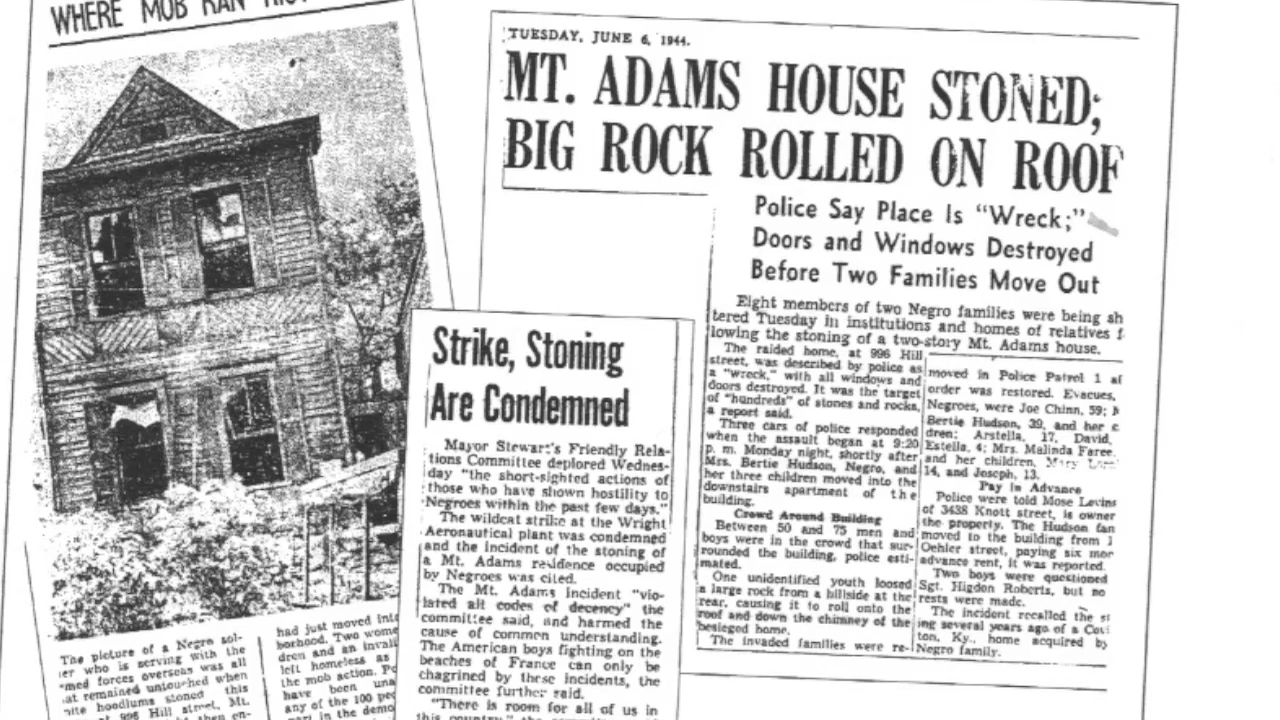 WHERE MOB RAN
The picture of a Negro sol-
who is serving with the
forces overseas was all
remained untouched when
hoodlums stoned this
at 996 Hill street, Mt.
then en-
had just moved into
borhood. Two wome
dren and an invali
left homeless as
the mob action. Po
have been una
any of the 100 peo
in the demo
Strike, Stoning
Are Condemned
Mayor Stewart's Friendly Rela-
tions Committee deplored Wednes-
day "the short-sighted actions of
those who have shown hostility to
Negroes within the past few days."
The wildcat strike at the Wright
Aeronautical plant was condemned
and the incident of the stoning of
a Mt. Adams residence occupied
by Negroes was cited.
The Mt. Adams incident "vio-
lated all codes of decency" the
committee said, and harmed the
cause of common understanding.
The American boys fighting on the
beaches of France can only be
chagrined by these incidents, the
committee further said.
"There is room for all of us in
this country," the
TUESDAY, JUNE 6, 1944.
MT. ADAMS HOUSE STONED;
BIG ROCK ROLLED ON ROOF
Police Say Place Is "Wreck;"
Doors and Windows Destroyed
Before Two Families Move Out
Eight members of two Negro families were being sh
tered Tuesday in institutions and homes of relatives f
lowing the stoning of a two-story Mt. Adams house.
The raided home, at 996 Hill
street, was described by police as
a "wreck," with all windows and
doors destroyed. It was the target
of "hundreds" of stones and rocks,
a report said.
Three cars of police responded
when the assault began at 9:20
p. m. Monday night, shortly after
Mrs. Bertie Hudson, Negro, and
her three children moved into the
downstairs apartment of the
building.
Crowd Around Building
Between 50 and 75 men and
boys were in the crowd that sur-
rounded the building, police esti-
mated.
One unidentified youth loosed
a large rock from a hillside at the
rear, causing it to roll onto the
roof and down the chimney of the
besieged home.
The invaded families were re-
moved in Police Patrol 1 af
order was restored. Evacues,
Negroes, were Joe Chinn, 59;
Bertie Hudson, 39, and her c
dren; Arstella, 17, David,
Estella, 4; Mrs. Malinda Faree
and her children, Mary
14, and Joseph, 13.
Pay in Advance
Police were told Mose Levins
of 3438 Knott street, is owner
the property. The Hudson fam
moved to the building from 1
Oehler street, paying six mon
advance rent, it was reported.
Two boys were questioned
Sgt. Higdon Roberts, but no
rests were made.
The incident recalled the st
ing several years ago of a Covi
ton, Ky., home acquired by
Negro family.